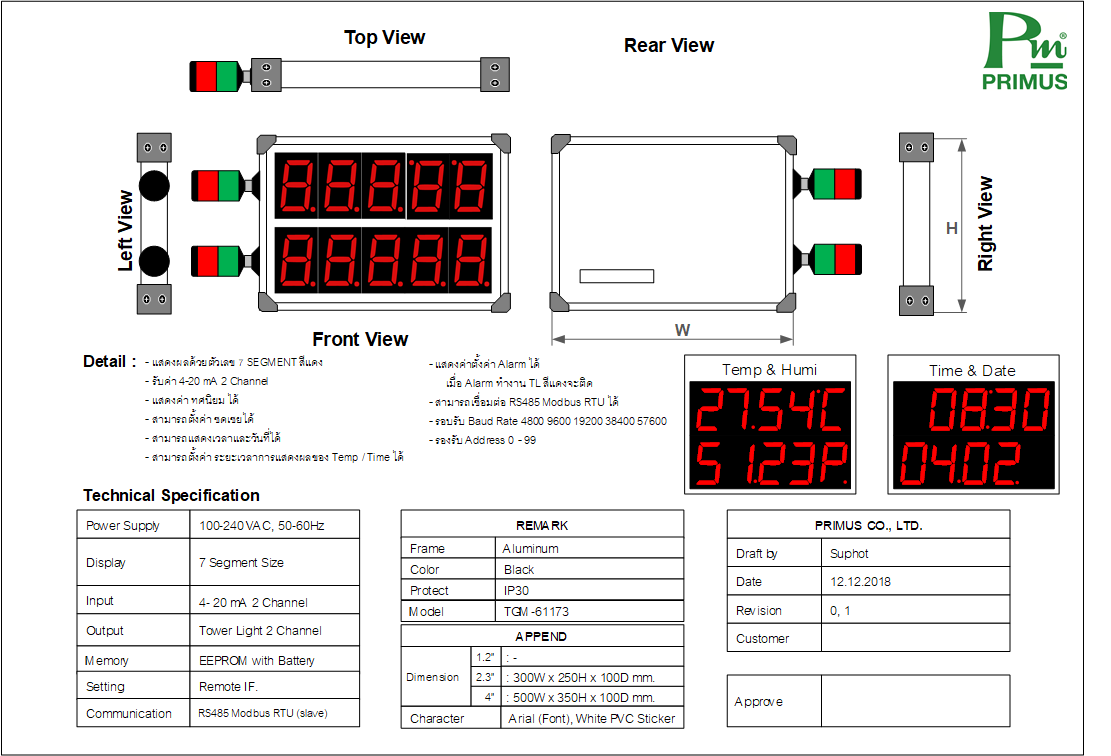 Top View
Rear View
Pm®
PRIMUS
Left View
H
Right View
W
Front View
Detail :
- แสดงผลด้วยตัวเลข 7 SEGMENT สีแดง
- รับค่า 4-20 mA 2 Channel
- แสดงค่า ทศนิยม ได้
- สามารถตั้งค่า ชดเชยได้
- สามารถแสดงเวลาและวันที่ได้
- สามารถตั้งค่า ระยะเวลาการแสดงผลของ Temp / Time ได้
- แสดงค่าตั้งค่า Alarm ได้
เมื่อ Alarm ทำงาน TL สีแดงจะติด
- สามารถเชื่อมต่อ RS485 Modbus RTU ได้
- รอบรับ Baud Rate 4800 9600 19200 38400 57600
- รองรับ Address 0 - 99
Temp & Humi
27.54°C
51.23P.
Time & Date
08:30
04.02.
Technical Specification
Power Supply 100-240 VAC, 50-60Hz
Display 7 Segment Size
Input 4- 20 mA 2 Channel
Output Tower Light 2 Channel
Memory EEPROM with Battery
Setting Remote IF.
Communication RS485 Modbus RTU (slave)
REMARK
Frame Aluminum
Color Black
Protect IP30
Model TGM -61173
APPEND
Dimension
1.2" : -
2.3" : 300W x 250H x 100D mm.
4" : 500W x 350H x 100D mm.
Character Arial (Font), White PVC Sticker
PRIMUS CO., LTD.
Draft by Suphot
Date 12.12.2018
Revision 0, 1
Customer
Approve